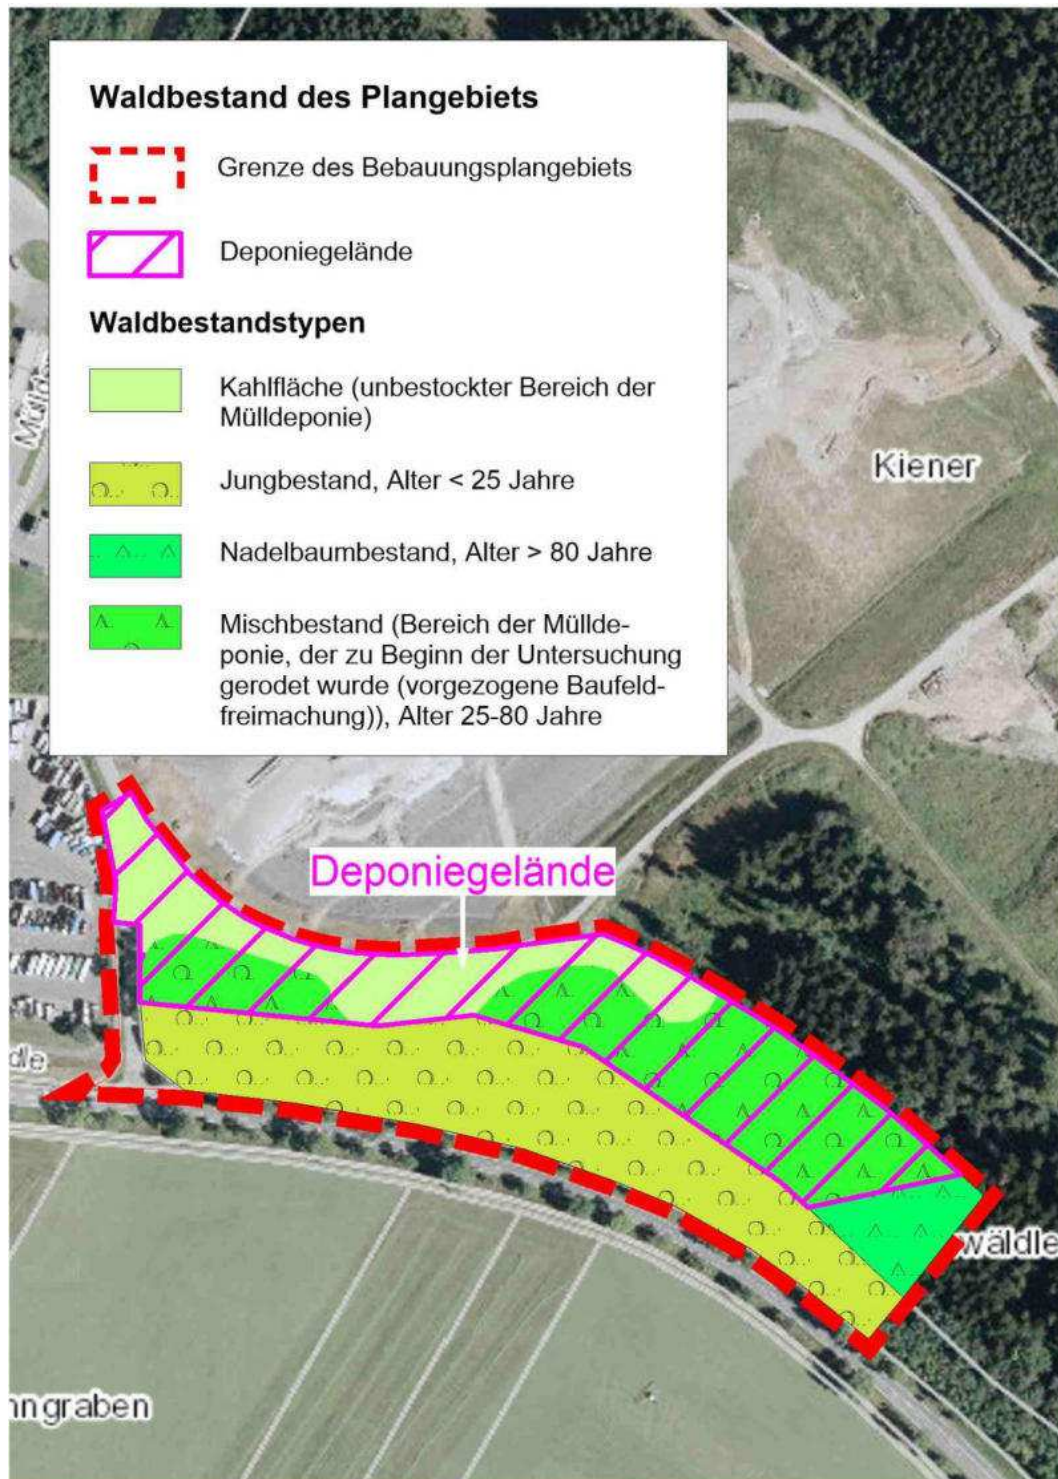 Waldbestand des Plangebiets
Grenze des Bebauungsplangebiets
Deponiegelände
Waldbestandstypen
Kahlfläche (unbestockter Bereich der
Mülldeponie)
Jungbestand, Alter < 25 Jahre
Nadelbaumbestand, Alter > 80 Jahre
Mischbestand (Bereich der Müllde-
ponie, der zu Beginn der Untersuchung
gerodet wurde (vorgezogene Baufeld-
freimachung)), Alter 25-80 Jahre
Kiener
Deponiegelände
dle
wäldle
nngraben